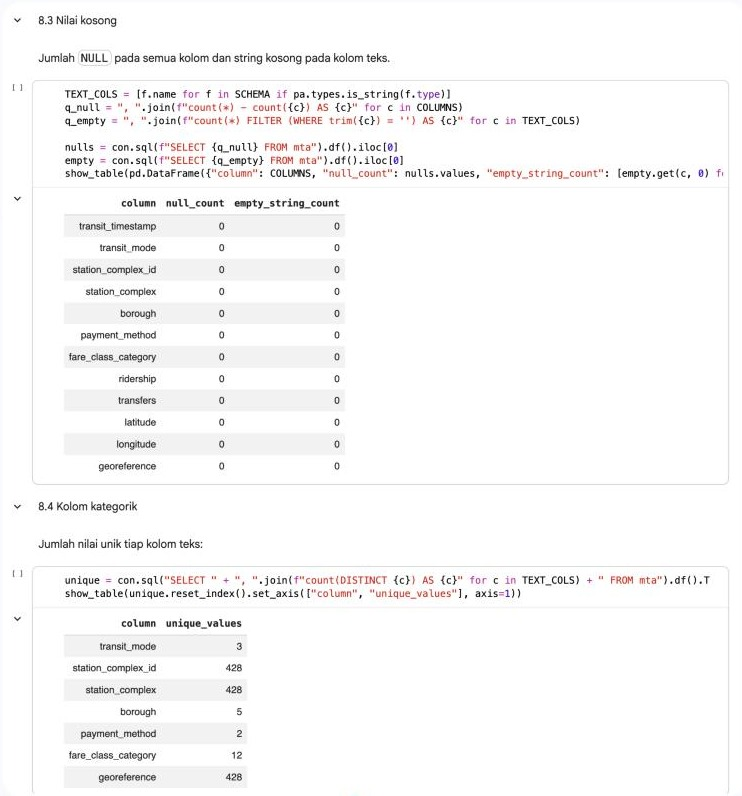 8.3 Nilai kosong
Jumlah NULL pada semua kolom dan string kosong pada kolom teks.
[ ]
TEXT_COLS = [f.name for f in SCHEMA if pa.types.is_string(f.type)]
q_null = ", ".join(f"count(*) - count({c}) AS {c}" for c in COLUMNS)
q_empty = ", ".join(f"count(*) FILTER (WHERE trim({c}) = '') AS {c}" for c in TEXT_COLS)
nulls = con.sql(f"SELECT {q_null} FROM mta").df().iloc[0]
empty = con.sql(f"SELECT {q_empty} FROM mta").df().iloc[0]
show_table(pd.DataFrame({"column": COLUMNS, "null_count": nulls.values, "empty_string_count": [empty.get(c, 0) f
column null_count empty_string_count
transit_timestamp 0 0
transit_mode 0 0
station_complex_id 0 0
station_complex 0 0
borough 0 0
payment_method 0 0
fare_class_category 0 0
ridership 0 0
transfers 0 0
latitude 0 0
longitude 0 0
georeference 0 0
8.4 Kolom kategorik
Jumlah nilai unik tiap kolom teks:
[ ]
unique = con.sql("SELECT " + ", ".join(f"count(DISTINCT {c}) AS {c}" for c in TEXT_COLS) + " FROM mta").df().T
show_table(unique.reset_index().set_axis(["column", "unique_values"], axis=1))
column unique_values
transit_mode 3
station_complex_id 428
station_complex 428
borough 5
payment_method 2
fare_class_category 12
georeference 428